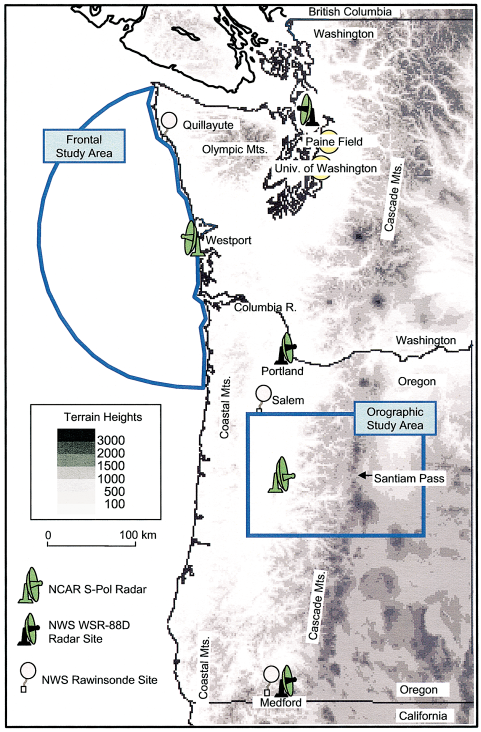 British Columbia
Washington
Quillayute
Frontal
Study Area
Olympic Mts.
Paine Field
Univ. of Washington
Cascade Mts.
Westport
Columbia R.
Washington
Portland
Oregon
Coastal Mts.
Salem
Orographic
Study Area
Terrain Heights
3000
2000
1500
1000
500
100
Santiam Pass
0
100 km
NCAR S-Pol Radar
NWS WSR-88D
Radar Site
NWS Rawinsonde Site
Cascade Mts.
Coastal Mts.
Medford
Oregon
California